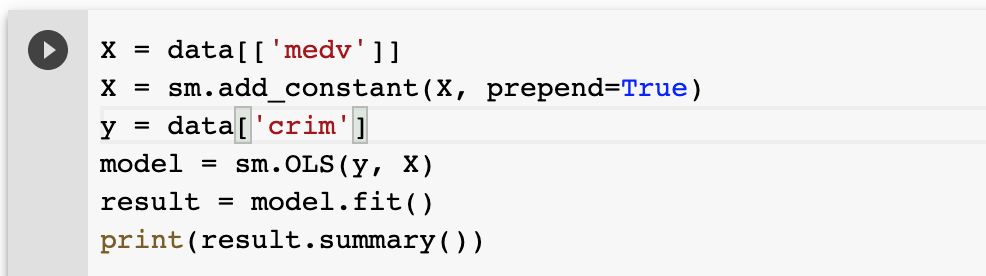 X = data[['medv']]
X = sm.add_constant(X, prepend=True)
y = data['crim']
model = sm.OLS(y, X)
result = model.fit()
print(result.summary())